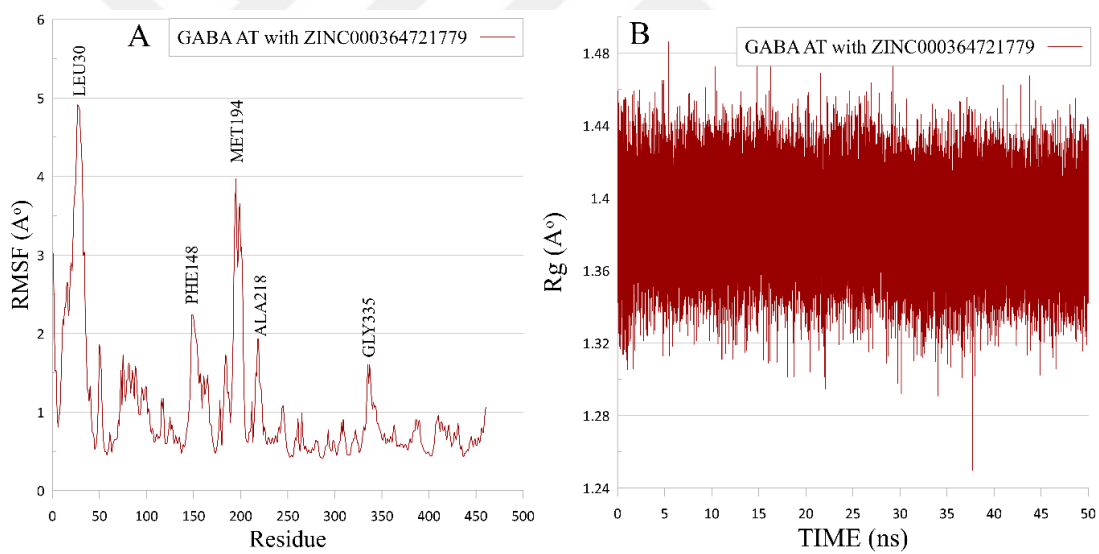 A
GABA AT with ZINC000364721779
LEU30
MET194
PHE148
ALA218
GLY335
RMSF (Aº)
6
5
4
3
2
1
0
0 50 100 150 200 250 300 350 400 450 500
Residue
B
GABA AT with ZINC000364721779
Rg (Aº)
1.48
1.44
1.4
1.36
1.32
1.28
1.24
0 5 10 15 20 25 30 35 40 45 50
TIME (ns)